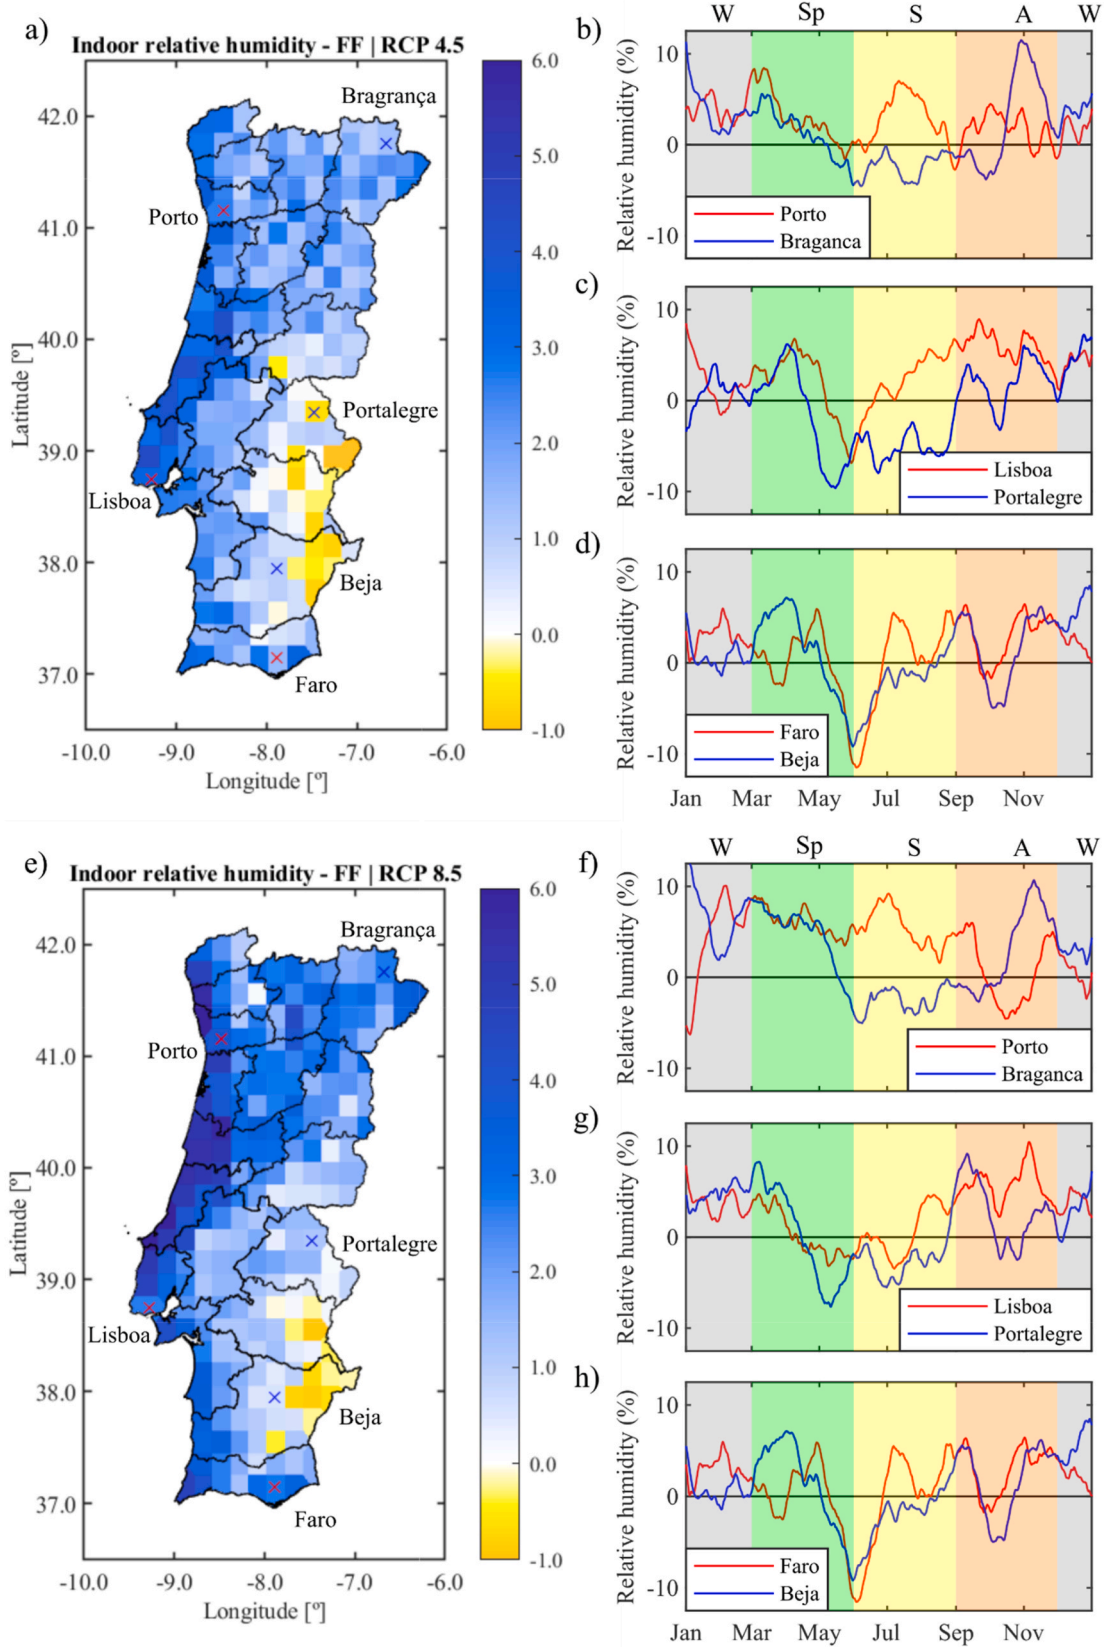 a)
Indoor relative humidity - FF | RCP 4.5
Bragrança
Porto
Portalegre
Lisboa
Beja
Faro
42.0
41.0
40.0
39.0
38.0
37.0
Latitude [º]
-10.0 -9.0 -8.0 -7.0 -6.0
Longitude [º]
6.0
5.0
4.0
3.0
2.0
1.0
0.0
-1.0
W Sp S A W
b)
Relative humidity (%)
10
0
-10
Porto
Braganca
c)
Relative humidity (%)
10
0
-10
Lisboa
Portalegre
d)
Relative humidity (%)
10
0
-10
Faro
Beja
Jan Mar May Jul Sep Nov
e)
Indoor relative humidity - FF | RCP 8.5
Bragrança
Porto
Portalegre
Lisboa
Beja
Faro
42.0
41.0
40.0
39.0
38.0
37.0
Latitude [º]
-10.0 -9.0 -8.0 -7.0 -6.0
Longitude [º]
6.0
5.0
4.0
3.0
2.0
1.0
0.0
-1.0
W Sp S A W
f)
Relative humidity (%)
10
0
-10
Porto
Braganca
g)
Relative humidity (%)
10
0
-10
Lisboa
Portalegre
h)
Relative humidity (%)
10
0
-10
Faro
Beja
Jan Mar May Jul Sep Nov